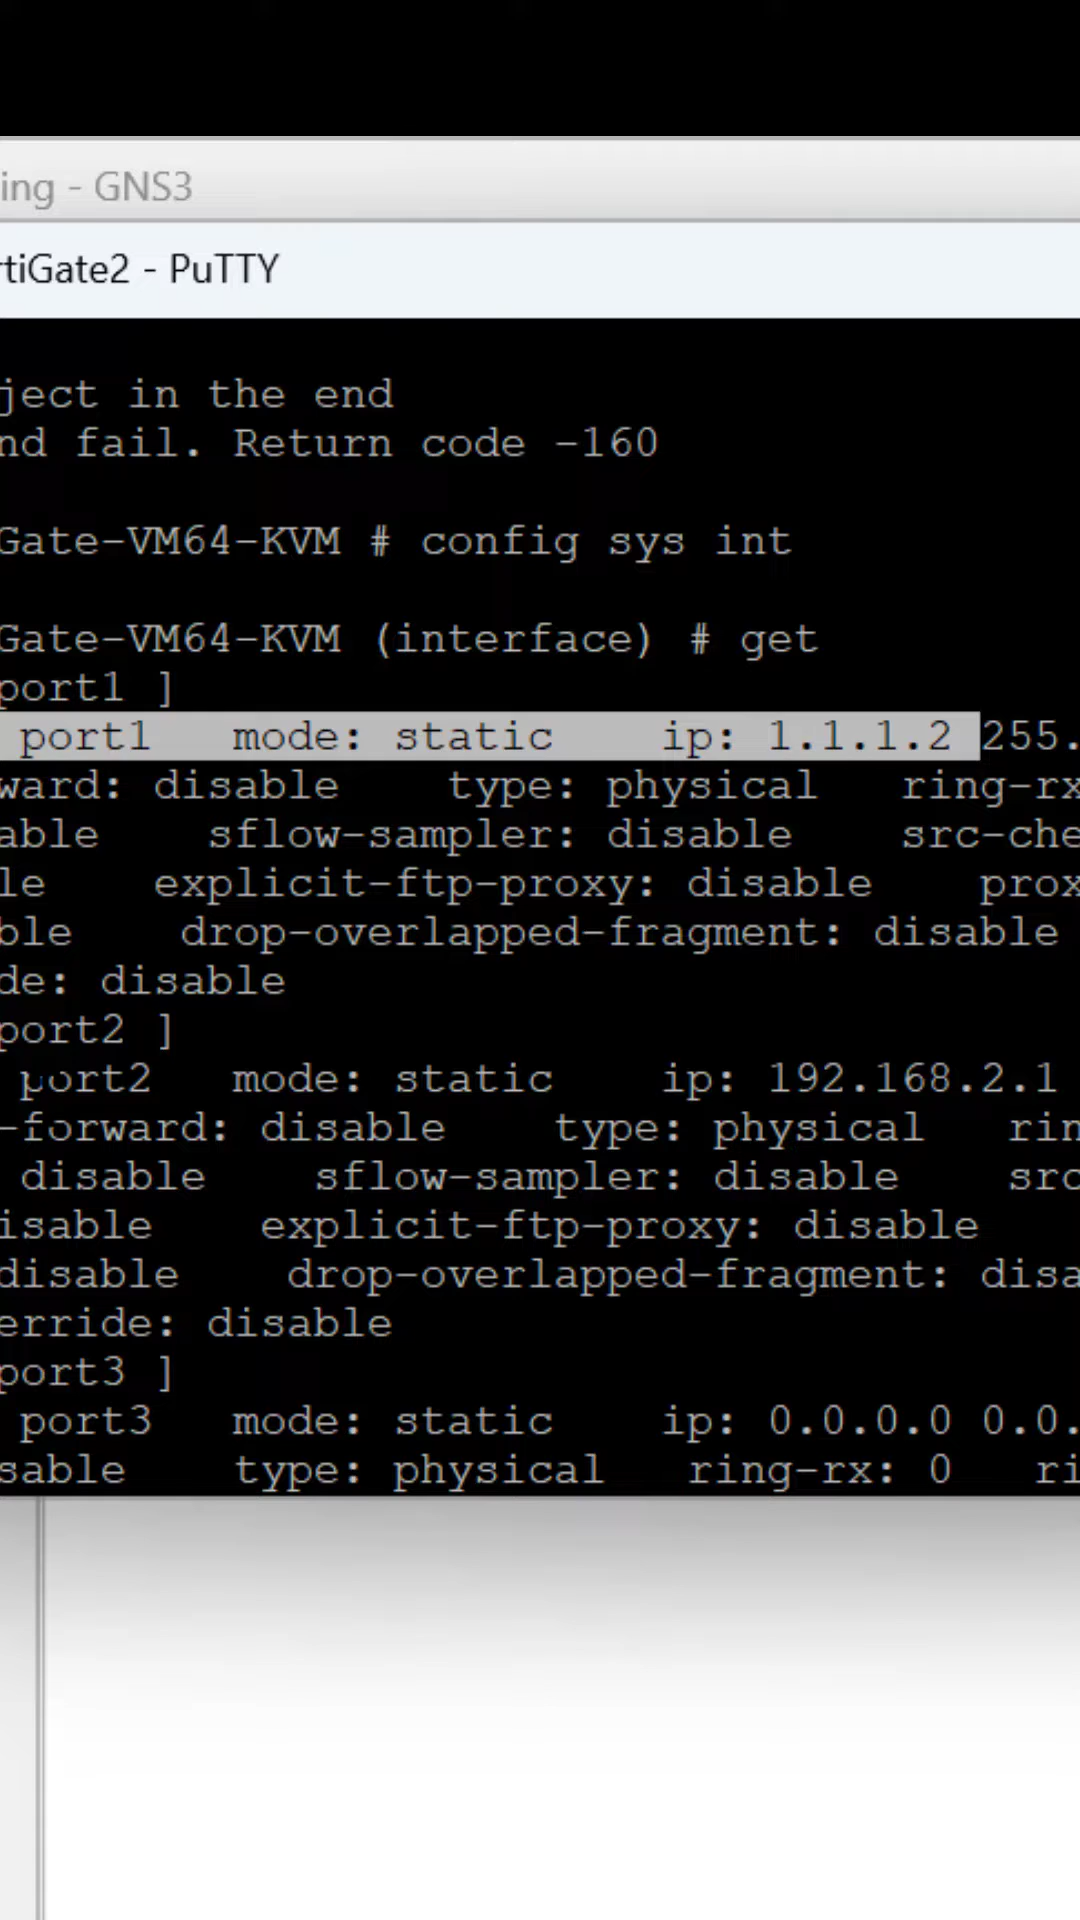 ing - GNS3
rtiGate2 - PuTTY
ject in the end
nd fail. Return code -160
Gate-VM64-KVM # config sys int
Gate-VM64-KVM (interface) # get
port1 ]
port1   mode: static    ip: 1.1.1.2 255.
ward: disable    type: physical   ring-rx
able    sflow-sampler: disable    src-che
le    explicit-ftp-proxy: disable    prox
ble    drop-overlapped-fragment: disable
de: disable
port2 ]
port2   mode: static    ip: 192.168.2.1
-forward: disable    type: physical   rin
disable    sflow-sampler: disable    src
isable    explicit-ftp-proxy: disable
disable    drop-overlapped-fragment: disa
erride: disable
port3 ]
port3   mode: static    ip: 0.0.0.0 0.0.
sable    type: physical   ring-rx: 0   ri